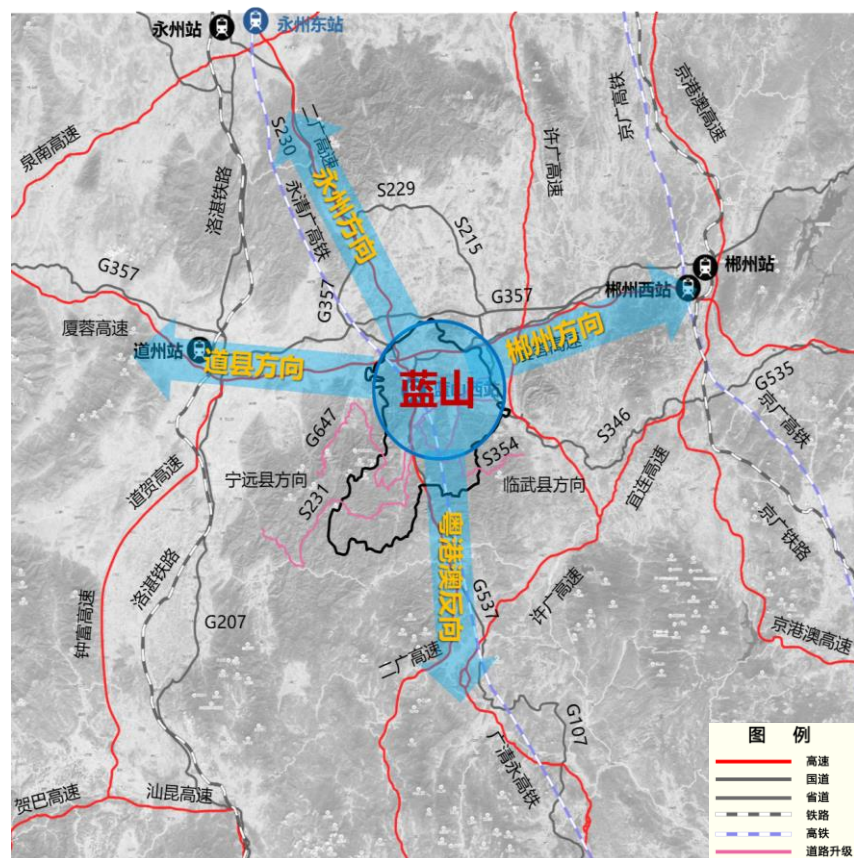 永州站
永州东站
京港澳高速
京广高铁
二广高速
S230
泉南高速
许广高速
洛湛铁路
永州方向
S229
永清广高铁
S215
郴州站
G357
郴州西站
G357
G357
厦蓉高速
郴州方向
道州站
道县方向
蓝山
G535
京广高铁
S346
G647
S354
宁远县方向
临武县方向
宜连高速
道贺高速
S231
京广铁路
粤港澳反向
洛湛铁路
G537
许广高速
G207
钟富高速
京港澳高速
二广高速
G107
广清永高铁
贺巴高速
汕昆高速
图 例
高速
国道
省道
铁路
高铁
道路升级